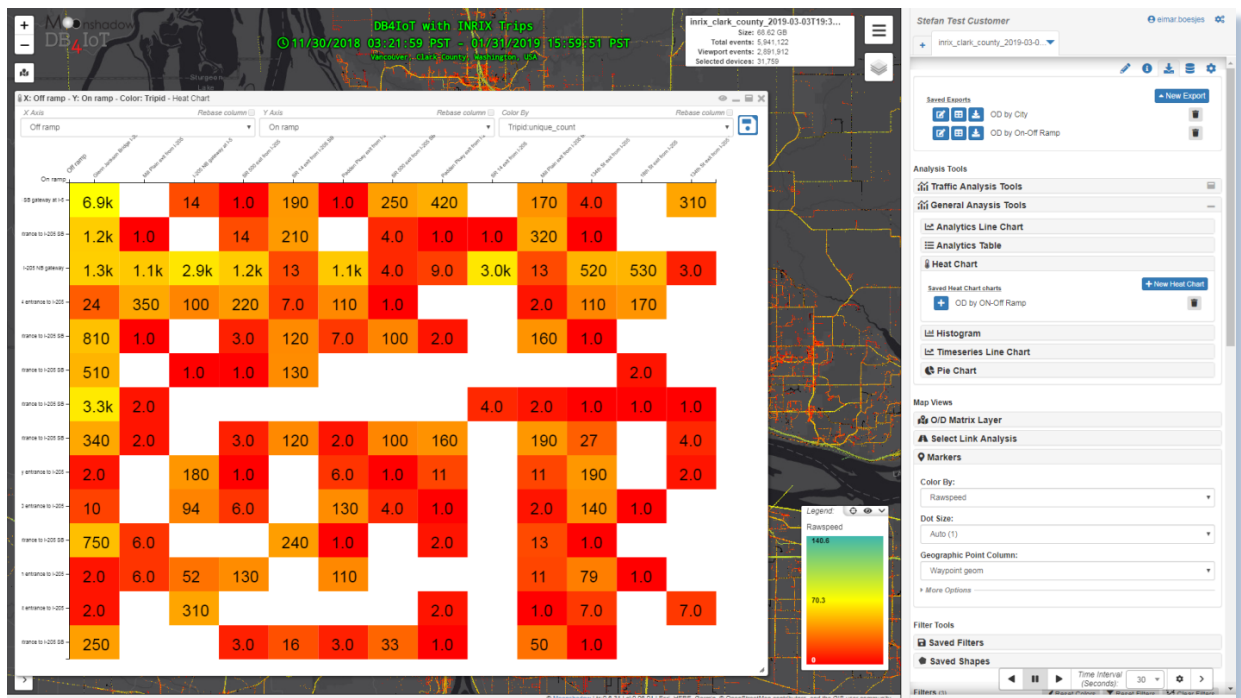 Moonshadow
DB4IoT
+
−
DB4IoT with INRIX Trips
11/30/2018 03:21:59 PST - 01/31/2019 15:59:51 PST
Vancouver, Clark County, Washington, USA
inrix_clark_county_2019-03-03T19:3...
Size: 68.62 GB
Total events: 5,941,122
Viewport events: 2,891,912
Selected devices: 31,759
X: Off ramp - Y: On ramp - Color: Tripid - Heat Chart
X Axis Rebase column Y Axis Rebase column Color By Rebase column
Off ramp On ramp Tripid:unique_count
Off ramp
On ramp
6.9k 14 1.0 190 1.0 250 420 170 4.0 310
1.2k 1.0 14 210 4.0 1.0 1.0 320 1.0
I-205 NB gateway 1.3k 1.1k 2.9k 1.2k 13 1.1k 4.0 9.0 3.0k 13 520 530 3.0
24 350 100 220 7.0 110 1.0 2.0 110 170
810 1.0 3.0 120 7.0 100 2.0 160 1.0
510 1.0 1.0 130 2.0
3.3k 2.0 4.0 2.0 1.0 1.0 1.0
340 2.0 3.0 120 2.0 100 160 190 27 4.0
2.0 180 1.0 6.0 1.0 11 11 190 2.0
10 94 6.0 130 4.0 1.0 2.0 140 1.0
750 6.0 240 1.0 2.0 13 1.0
2.0 6.0 52 130 110 11 79 1.0
2.0 310 2.0 1.0 7.0 7.0
250 3.0 16 3.0 33 1.0 50 1.0
Legend:
Rawspeed
140.6
70.3
0
Stefan Test Customer eimar boesjes
+ inrix_clark_county_2019-03-0...
Saved Exports New Export
OD by City
OD by On-Off Ramp
Analysis Tools
Traffic Analysis Tools
General Anaysis Tools
Analytics Line Chart
Analytics Table
Heat Chart
Saved Heat Chart charts + New Heat Chart
OD by ON-Off Ramp
Histogram
Timeseries Line Chart
Pie Chart
Map Views
O/D Matrix Layer
Select Link Analysis
Markers
Color By:
Rawspeed
Dot Size:
Auto (1)
Geographic Point Column:
Waypoint geom
More Options
Filter Tools
Saved Filters
Saved Shapes
Time Interval
(Seconds): 30